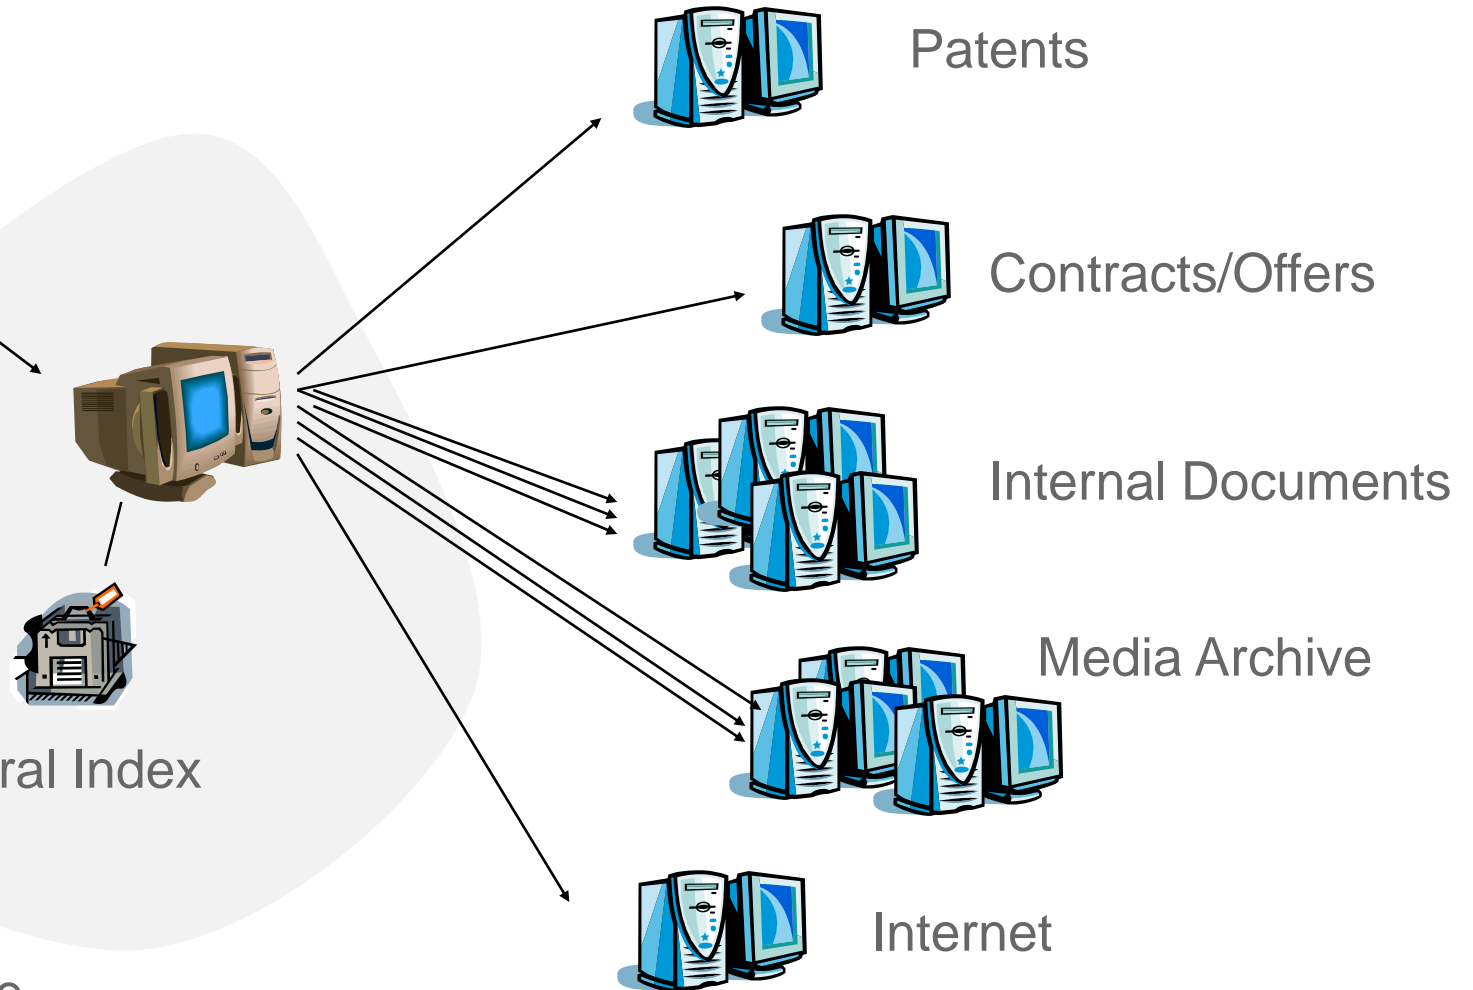 Patents
Contracts/Offers
Internal Documents
Media Archive
ral Index
Internet